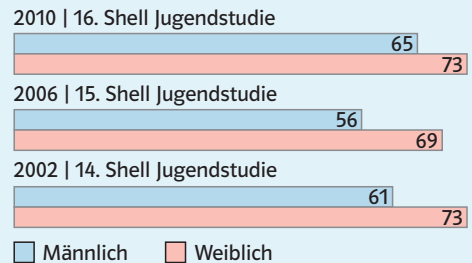 2010 | 16. Shell Jugendstudie
65
73
2006 | 15. Shell Jugendstudie
56
69
2002 | 14. Shell Jugendstudie
61
73
Männlich Weiblich